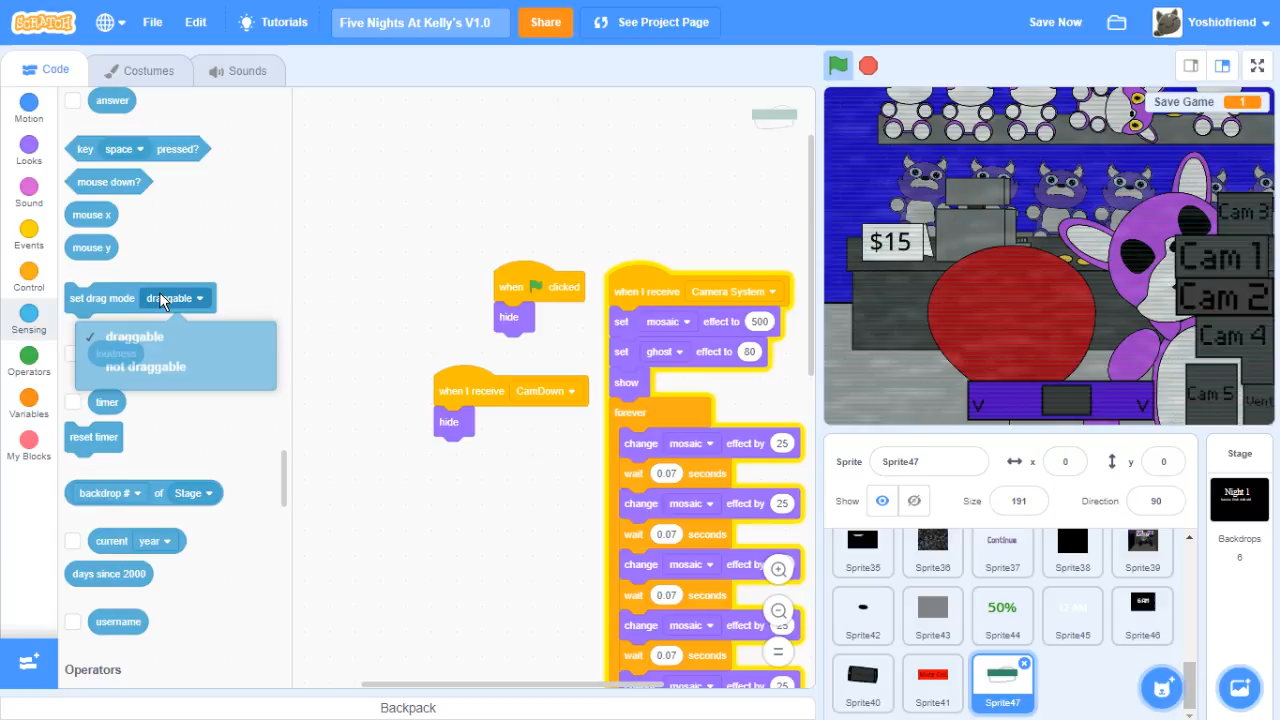 SCRATCH
File
Edit
Tutorials
Five Nights At Kelly's V1.0
Share
See Project Page
Save Now
Yoshiofriend
Code
Costumes
Sounds
Motion
Looks
Sound
Events
Control
Sensing
Operators
Variables
My Blocks
answer
key space pressed?
mouse down?
mouse x
mouse y
set drag mode draggable
draggable
loudness
not draggable
timer
reset timer
backdrop # of Stage
current year
days since 2000
username
Operators
when clicked
hide
when I receive CamDown
hide
when I receive Camera System
set mosaic effect to 500
set ghost effect to 80
show
forever
change mosaic effect by 25
wait 0.07 seconds
change mosaic effect by 25
wait 0.07 seconds
change mosaic effect by
wait 0.07 seconds
change mosaic effect by 25
wait 0.07 seconds
change mosaic effect by 25
Backpack
Save Game 1
$15
Cam 3
Cam 1
Cam 2
Cam 4
Cam 5
Vent
V
V
Sprite Sprite47 x 0 y 0
Show Size 191 Direction 90
Continue
Sprite35 Sprite36 Sprite37 Sprite38 Sprite39
50%
12 AM
6 AM
Sprite42 Sprite43 Sprite44 Sprite45 Sprite46
Mute Call
Sprite40 Sprite41 Sprite47
Stage
Night 1
Backdrops
6